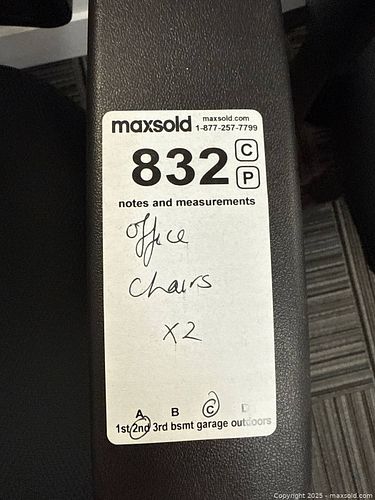 maxsold maxsold.com
1-877-257-7799
832 C
P
notes and measurements
office
chairs
x2
A B C D
1st 2nd 3rd bsmt garage outdoors
Copyright 2025 - maxsold.com